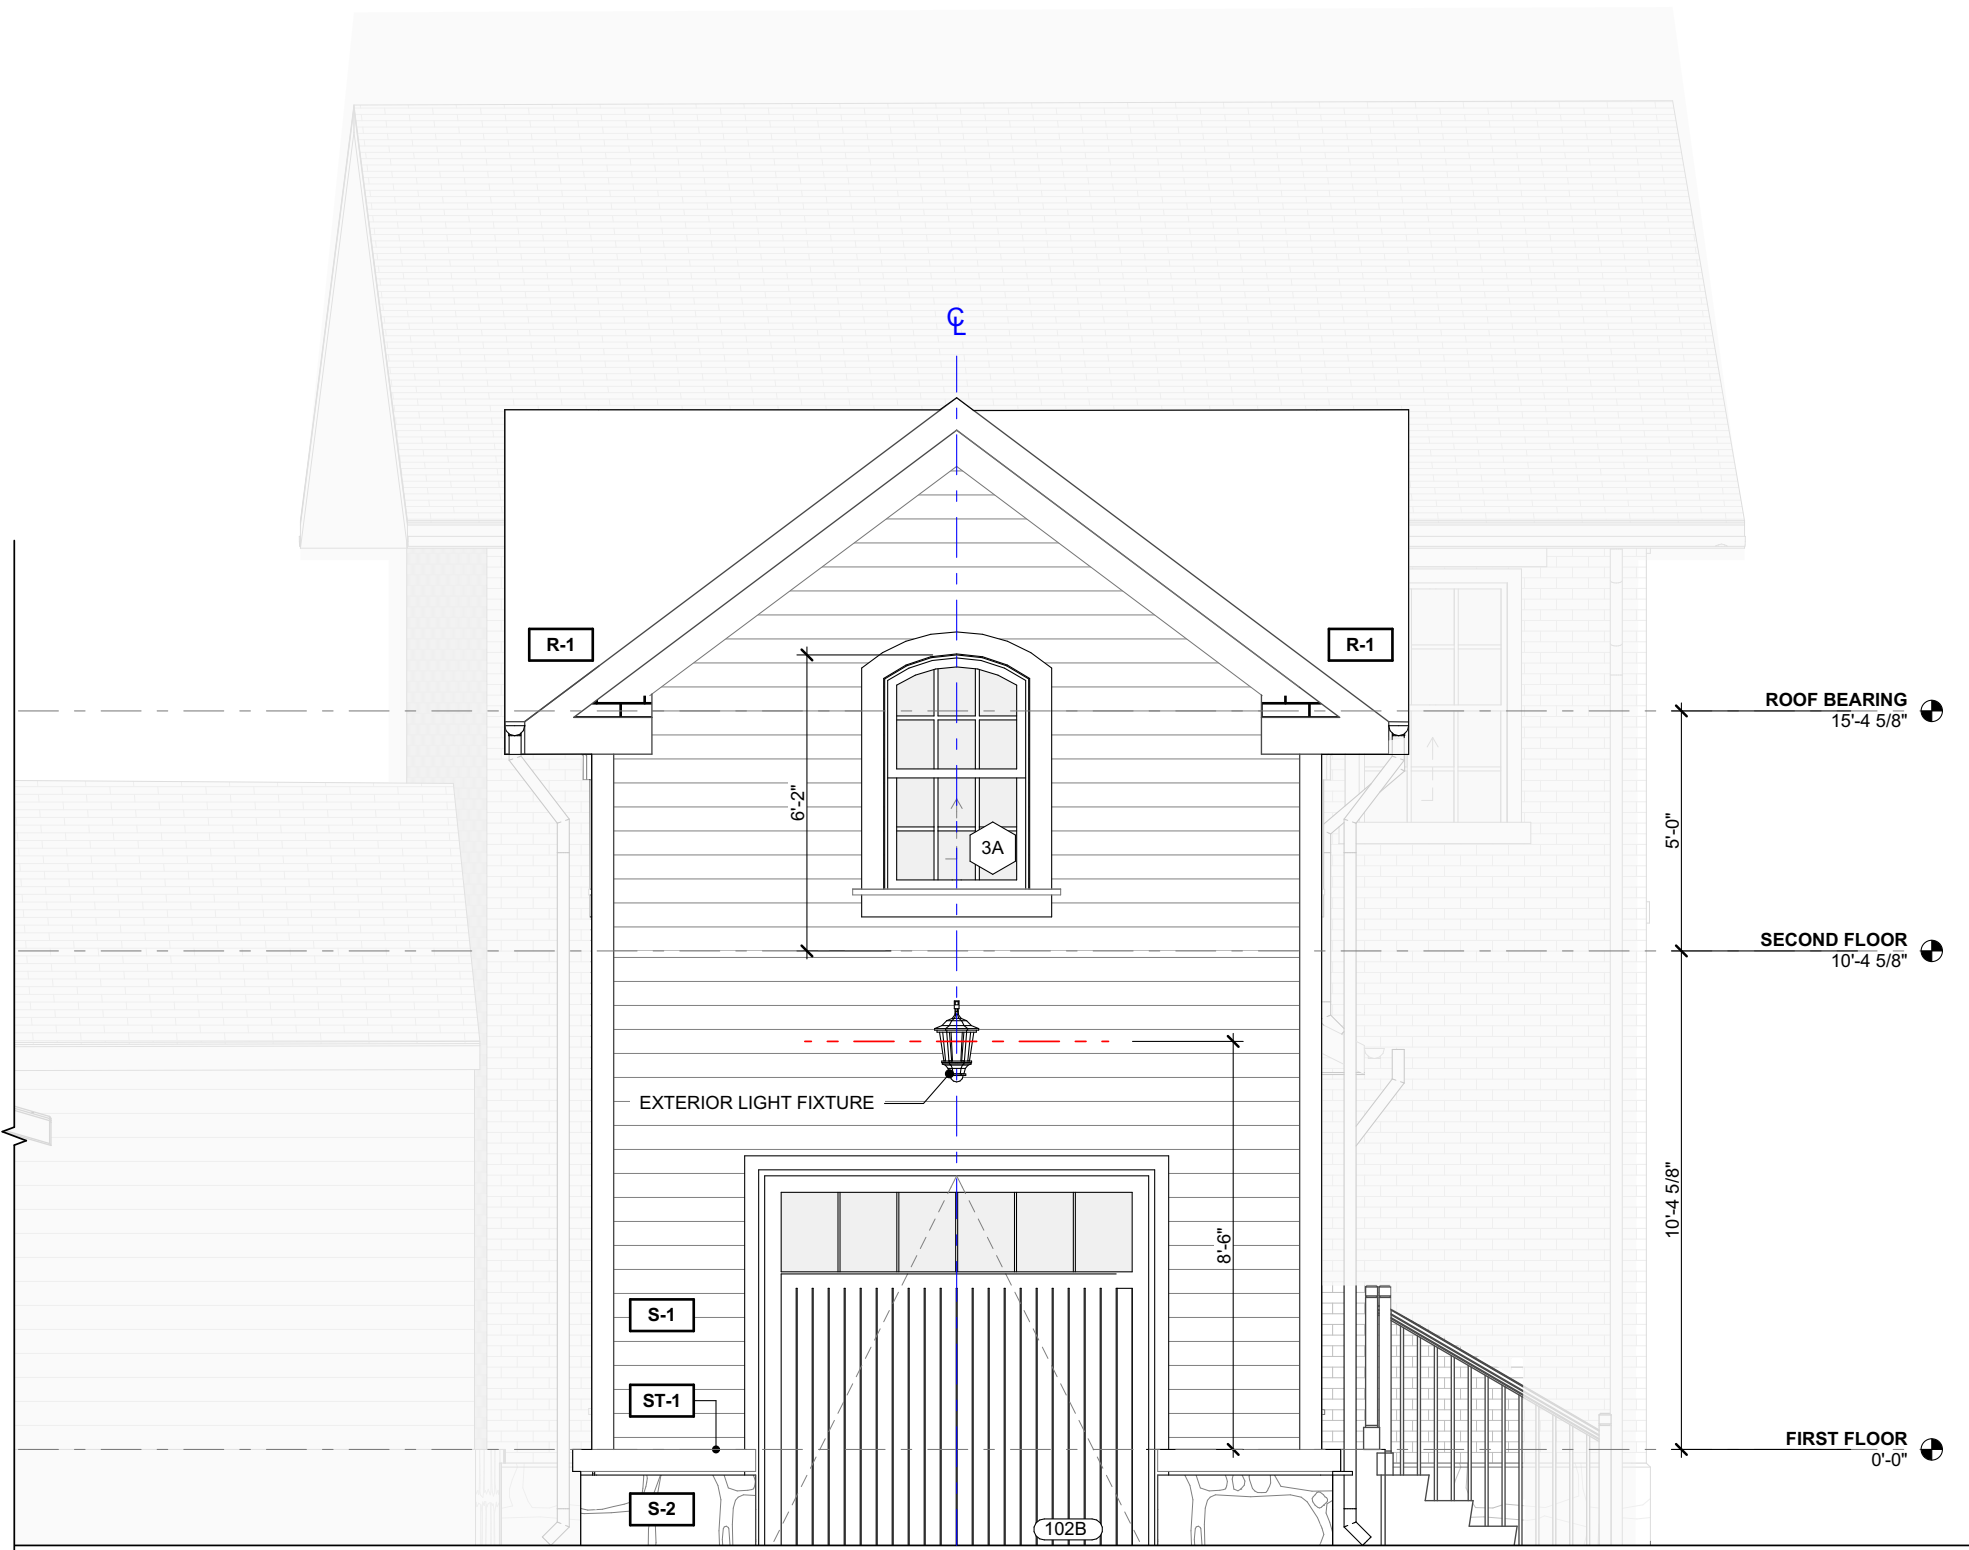 ℄
R-1
R-1
ROOF BEARING
15'-4 5/8"
6'-2"
5'-0"
3A
SECOND FLOOR
10'-4 5/8"
EXTERIOR LIGHT FIXTURE
10'-4 5/8"
8'-6"
S-1
ST-1
FIRST FLOOR
0'-0"
S-2
102B